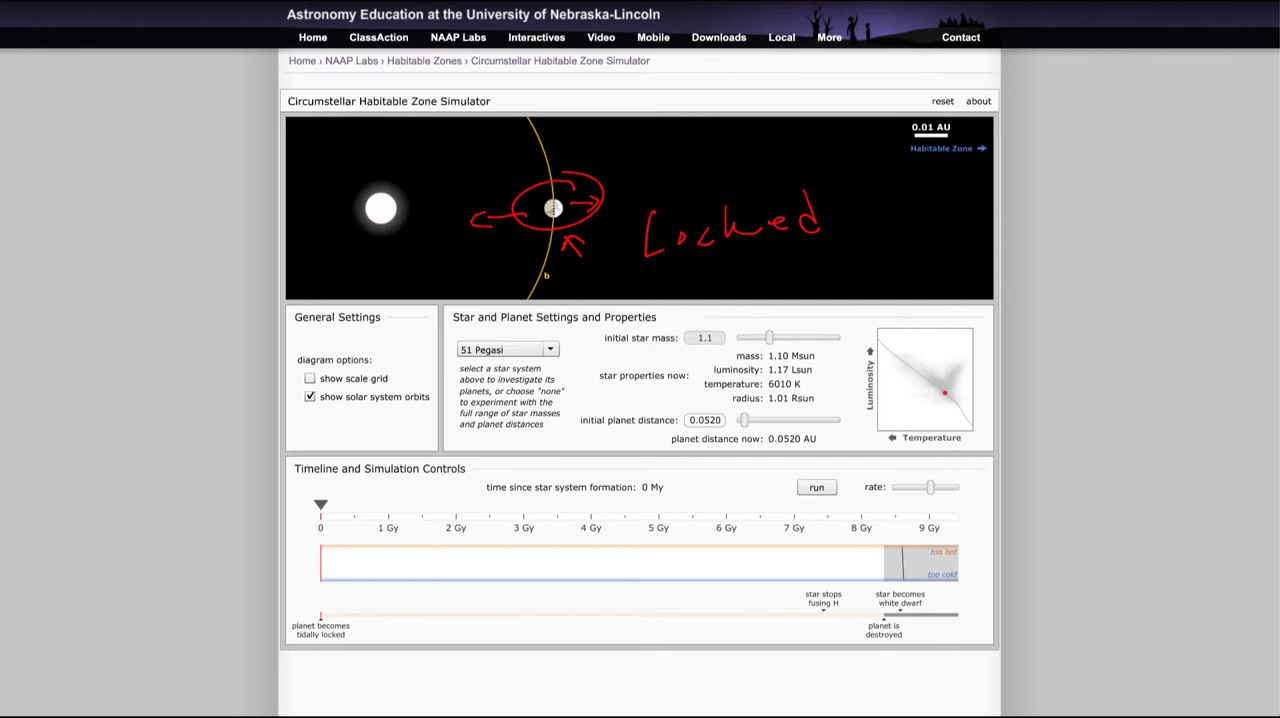 Astronomy Education at the University of Nebraska-Lincoln
Home ClassAction NAAP Labs Interactives Video Mobile Downloads Local More Contact
Home › NAAP Labs › Habitable Zones › Circumstellar Habitable Zone Simulator
Circumstellar Habitable Zone Simulator reset about
0.01 AU
Habitable Zone
Locked
b
General Settings
diagram options:
show scale grid
show solar system orbits
Star and Planet Settings and Properties
51 Pegasi
select a star system
above to investigate its
planets, or choose "none"
to experiment with the
full range of star masses
and planet distances
initial star mass: 1.1
star properties now:
mass: 1.10 Msun
luminosity: 1.17 Lsun
temperature: 6010 K
radius: 1.01 Rsun
initial planet distance: 0.0520
planet distance now: 0.0520 AU
Luminosity
Temperature
Timeline and Simulation Controls
time since star system formation: 0 My run rate:
0 1 Gy 2 Gy 3 Gy 4 Gy 5 Gy 6 Gy 7 Gy 8 Gy 9 Gy
too hot
too cold
star stops
fusing H
star becomes
white dwarf
planet becomes
tidally locked
planet is
destroyed